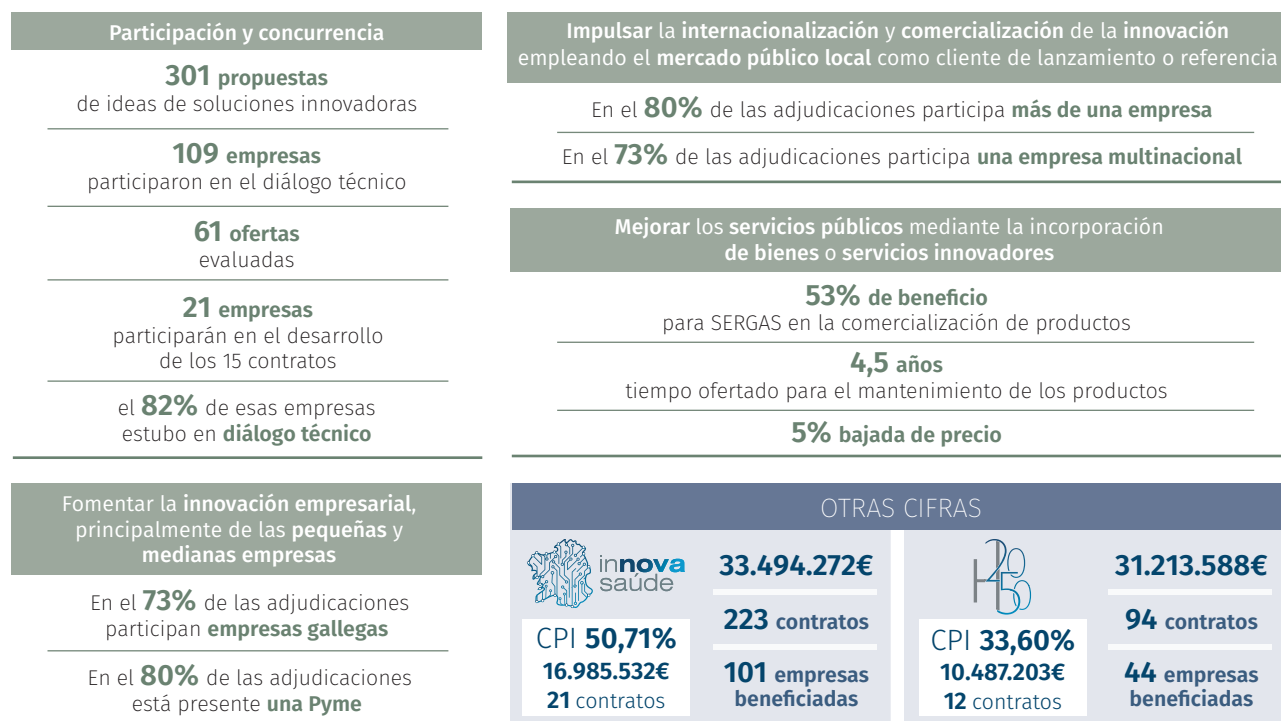 Participación y concurrencia
301 propuestas
de ideas de soluciones innovadoras
109 empresas
participaron en el diálogo técnico
61 ofertas
evaluadas
21 empresas
participarán en el desarrollo
de los 15 contratos
el 82% de esas empresas
estubo en diálogo técnico
Fomentar la innovación empresarial,
principalmente de las pequeñas y
medianas empresas
En el 73% de las adjudicaciones
participan empresas gallegas
En el 80% de las adjudicaciones
está presente una Pyme
Impulsar la internacionalización y comercialización de la innovación
empleando el mercado público local como cliente de lanzamiento o referencia
En el 80% de las adjudicaciones participa más de una empresa
En el 73% de las adjudicaciones participa una empresa multinacional
Mejorar los servicios públicos mediante la incorporación
de bienes o servicios innovadores
53% de beneficio
para SERGAS en la comercialización de productos
4,5 años
tiempo ofertado para el mantenimiento de los productos
5% bajada de precio
OTRAS CIFRAS
innova
saúde
CPI 50,71%
16.985.532€
21 contratos
33.494.272€
223 contratos
101 empresas
beneficiadas
H2050
CPI 33,60%
10.487.203€
12 contratos
31.213.588€
94 contratos
44 empresas
beneficiadas